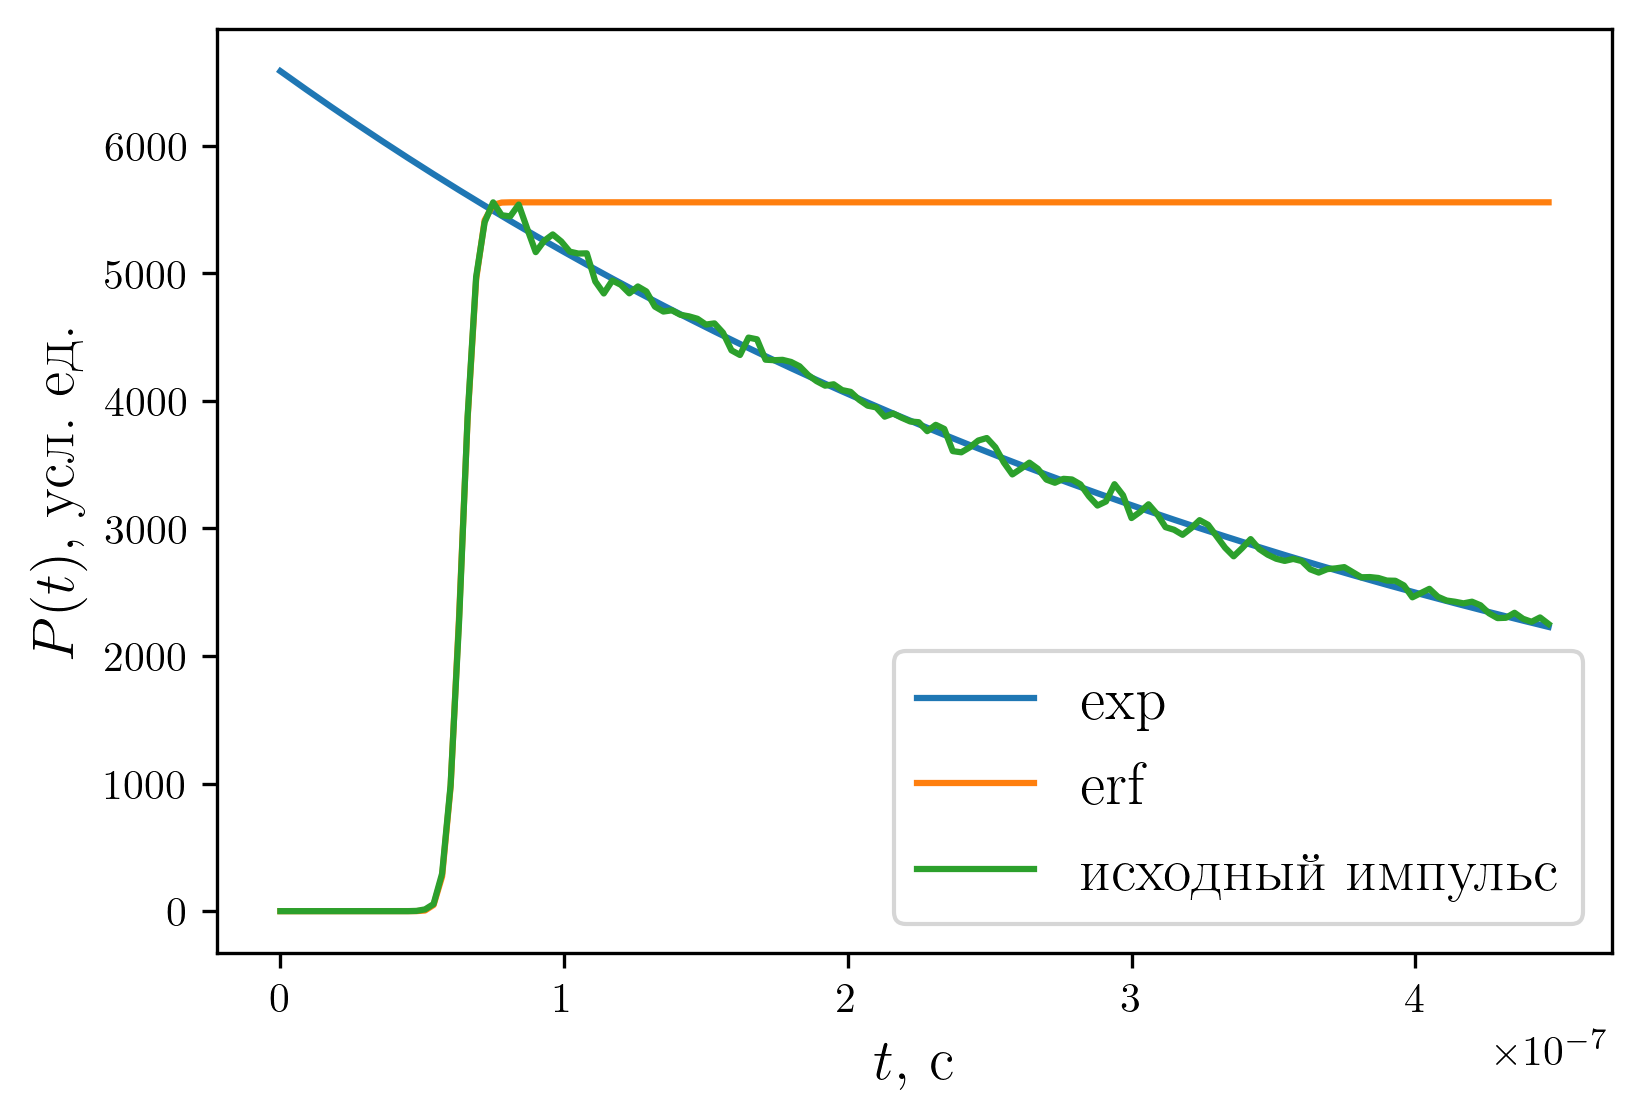 6000
5000
4000
3000
2000
1000
0
P(t), усл. ед.
exp
erf
исходный импульс
0 1 2 3 4
×10⁻⁷
t, с